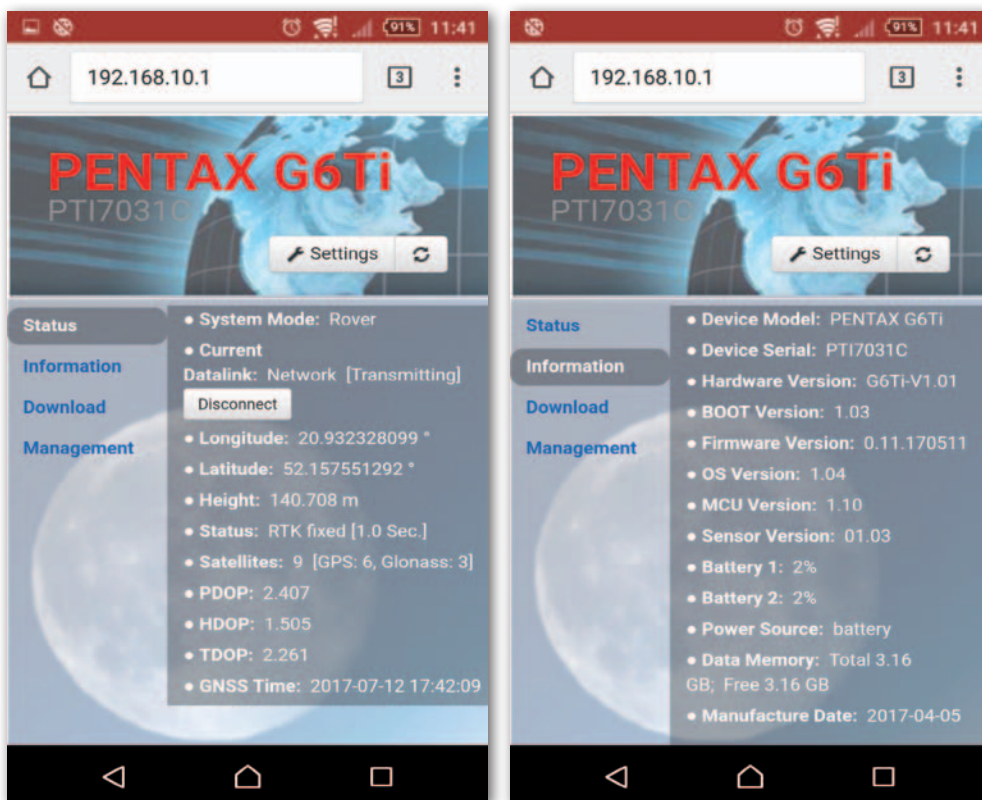 91% 11:41
192.168.10.1
3
PENTAX G6Ti
PTI7031C
Settings
Status
Information
Download
Management
• System Mode: Rover
• Current
Datalink: Network [Transmitting]
Disconnect
• Longitude: 20.932328099 °
• Latitude: 52.157551292 °
• Height: 140.708 m
• Status: RTK fixed [1.0 Sec.]
• Satellites: 9 [GPS: 6, Glonass: 3]
• PDOP: 2.407
• HDOP: 1.505
• TDOP: 2.261
• GNSS Time: 2017-07-12 17:42:09
91% 11:41
192.168.10.1
3
PENTAX G6Ti
PTI7031C
Settings
Status
Information
Download
Management
• Device Model: PENTAX G6Ti
• Device Serial: PTI7031C
• Hardware Version: G6Ti-V1.01
• BOOT Version: 1.03
• Firmware Version: 0.11.170511
• OS Version: 1.04
• MCU Version: 1.10
• Sensor Version: 01.03
• Battery 1: 2%
• Battery 2: 2%
• Power Source: battery
• Data Memory: Total 3.16
GB; Free 3.16 GB
• Manufacture Date: 2017-04-05